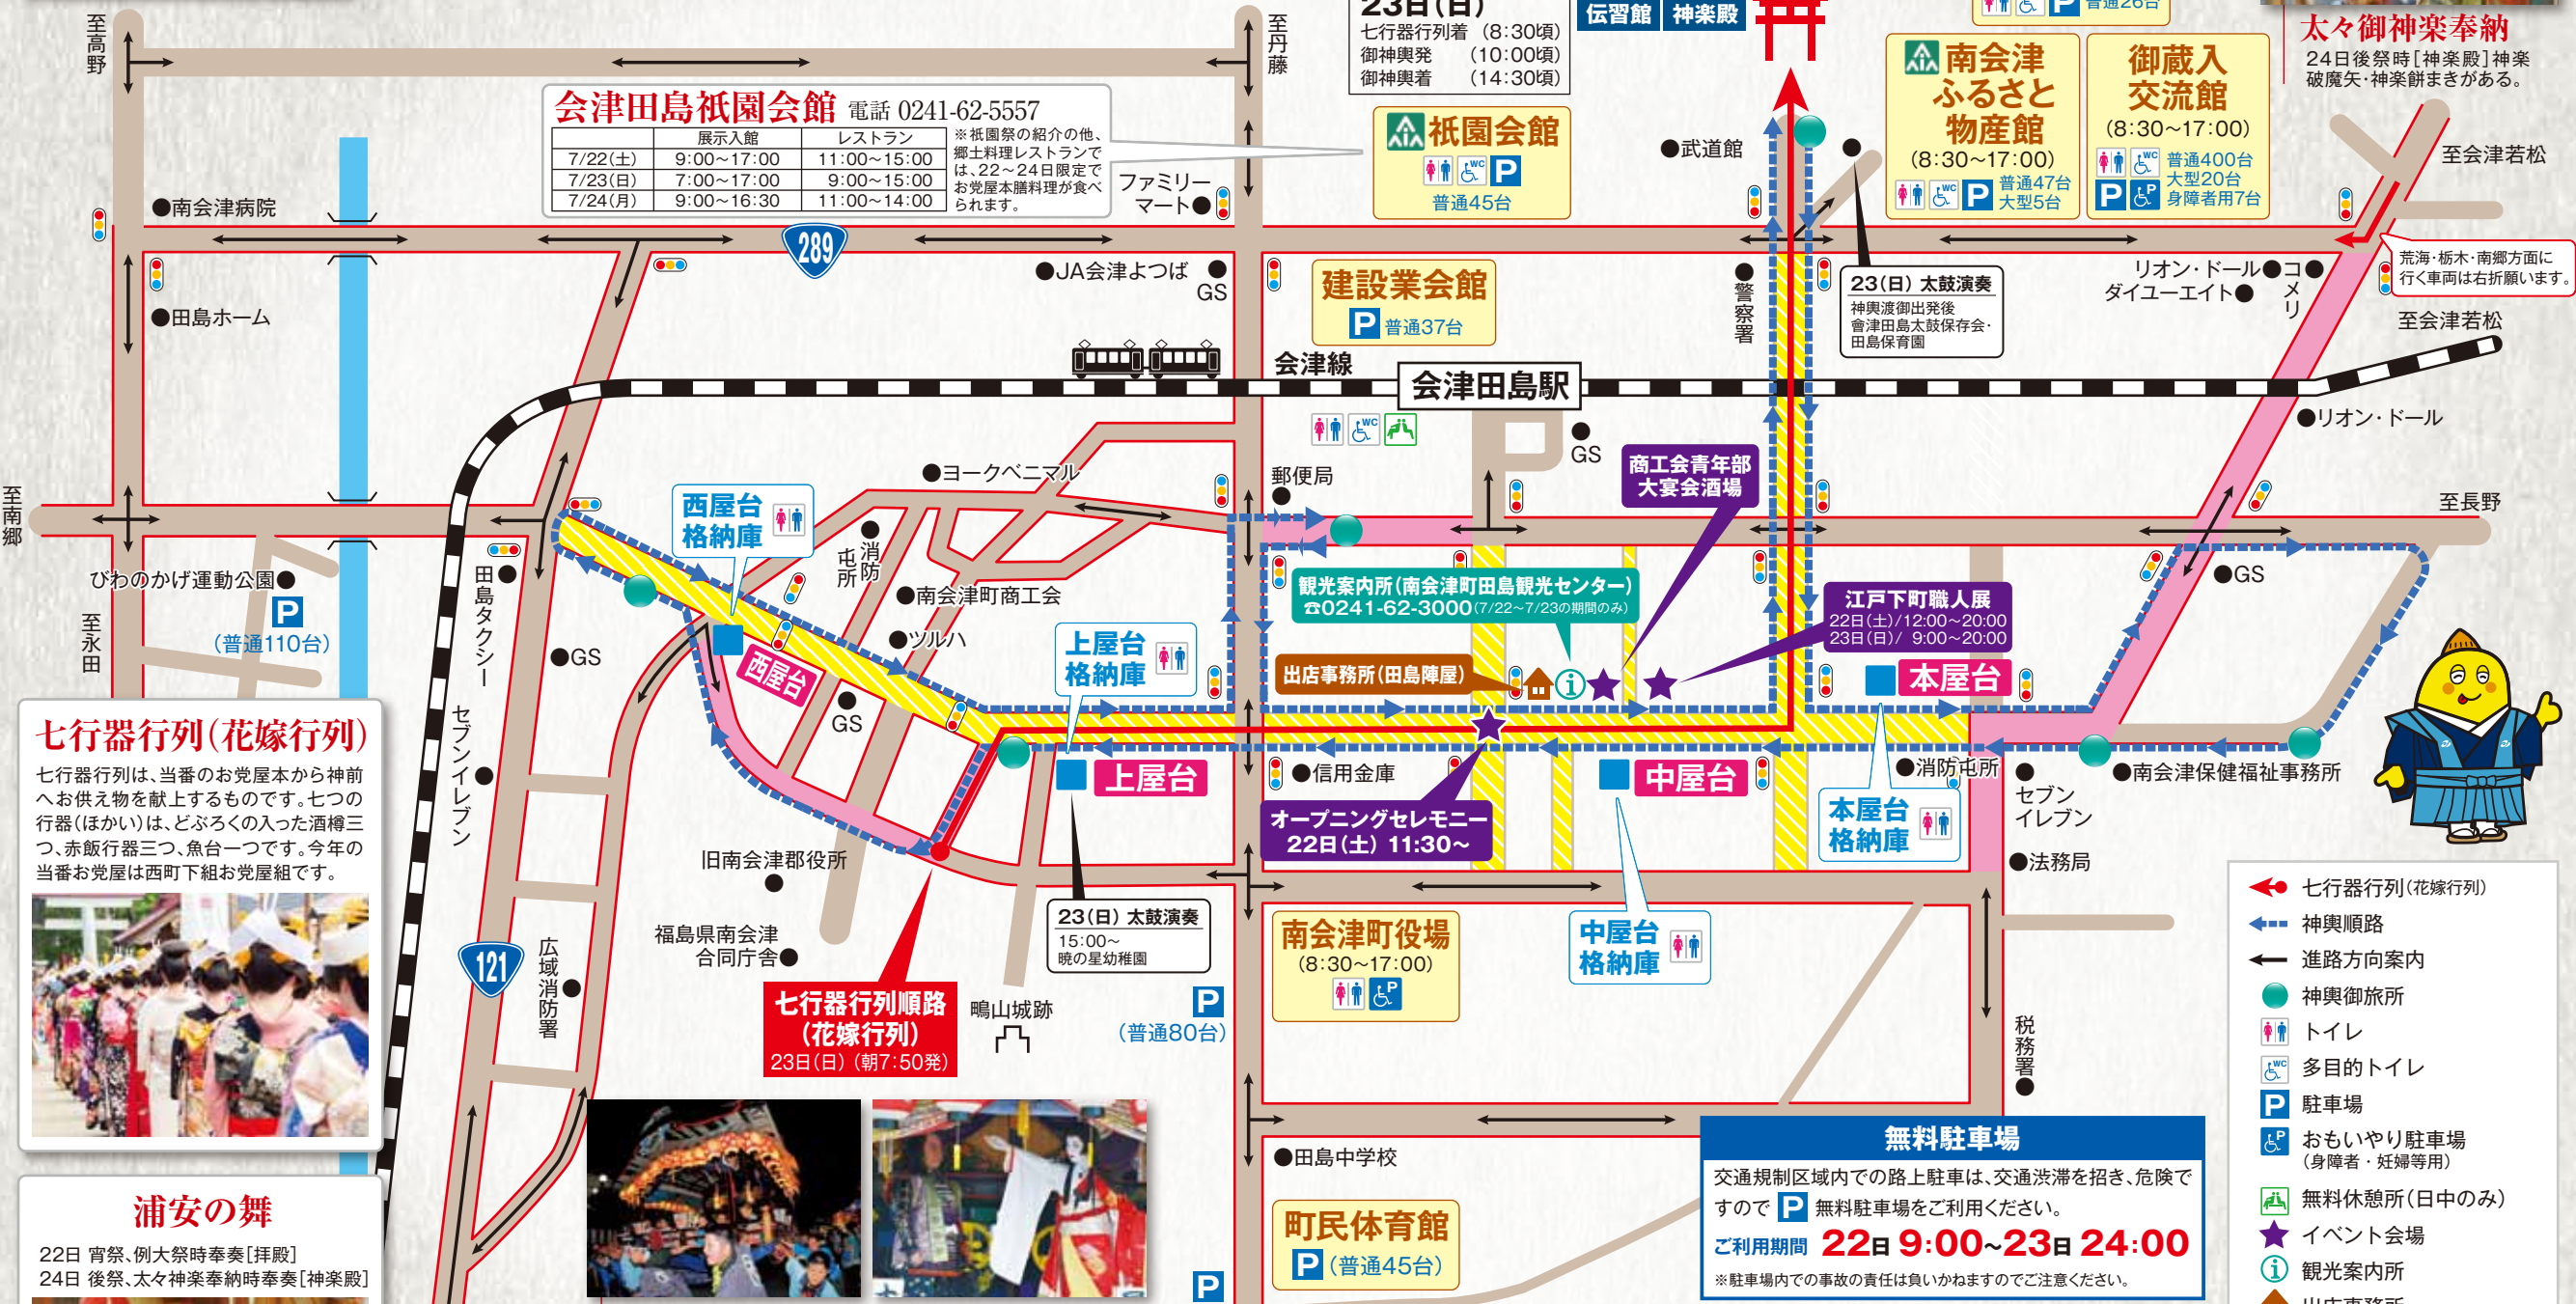 至高野
至丹藤
23日(日)
七行器行列着 (8:30頃)
御神輿発 (10:00頃)
御神輿着 (14:30頃)
伝習館
神楽殿
普通26台
太々御神楽奉納
24日後祭時[神楽殿]神楽
破魔矢・神楽餅まきがある。
会津田島祇園会館 電話 0241-62-5557
展示入館 レストラン
7/22(土) 9:00~17:00 11:00~15:00
7/23(日) 7:00~17:00 9:00~15:00
7/24(月) 9:00~16:30 11:00~14:00
※祇園祭の紹介の他、
郷土料理レストランで
は、22~24日限定で
お党屋本膳料理が食べ
られます。
祇園会館
WC
P
普通45台
●武道館
南会津
ふるさと
物産館
(8:30~17:00)
WC
P
普通47台
大型5台
御蔵入
交流館
(8:30~17:00)
WC
普通400台
大型20台
P
P
身障者用7台
至会津若松
荒海・栃木・南郷方面に
行く車両は右折願います。
●南会津病院
ファミリー
マート●
289
●JA会津よつば
GS
●田島ホーム
建設業会館
P 普通37台
●警察署
23(日) 太鼓演奏
神輿渡御出発後
會津田島太鼓保存会・
田島保育園
リオン・ドール●
ダイユーエイト●
コメリ
至会津若松
会津線
会津田島駅
WC
GS
●リオン・ドール
●ヨークベニマル
郵便局
商工会青年部
大宴会酒場
至長野
至南郷
西屋台
格納庫
消防
屯所
●南会津町商工会
●ツルハ
びわのかげ運動公園●
P
(普通110台)
至永田
田島タクシー
●GS
西屋台
GS
上屋台
格納庫
観光案内所(南会津町田島観光センター)
☎0241-62-3000(7/22~7/23の期間のみ)
出店事務所(田島陣屋)
i
江戸下町職人展
22日(土)/12:00~20:00
23日(日)/ 9:00~20:00
●GS
本屋台
セブンイレブン
上屋台
●信用金庫
オープニングセレモニー
22日(土) 11:30~
中屋台
●消防屯所
本屋台
格納庫
セブン
イレブン
●南会津保健福祉事務所
●法務局
七行器行列(花嫁行列)
七行器行列は、当番のお党屋本から神前
へお供え物を献上するものです。七つの
行器(ほかい)は、どぶろくの入った酒樽三
つ、赤飯行器三つ、魚台一つです。今年の
当番お党屋は西町下組お党屋組です。
旧南会津郡役所
福島県南会津
合同庁舎●
121
広域消防署
七行器行列順路
(花嫁行列)
23日(日) (朝7:50発)
鴫山城跡
23(日) 太鼓演奏
15:00~
暁の星幼稚園
P
(普通80台)
南会津町役場
(8:30~17:00)
P
中屋台
格納庫
税務署
●田島中学校
町民体育館
P (普通45台)
P
浦安の舞
22日 宵祭、例大祭時奉奏[拝殿]
24日 後祭、太々神楽奉納時奉奏[神楽殿]
無料駐車場
交通規制区域内での路上駐車は、交通渋滞を招き、危険で
すので P 無料駐車場をご利用ください。
ご利用期間 22日 9:00~23日 24:00
※駐車場内での事故の責任は負いかねますのでご注意ください。
七行器行列(花嫁行列)
神輿順路
進路方向案内
神輿御旅所
トイレ
WC 多目的トイレ
P 駐車場
P おもいやり駐車場
(身障者・妊婦等用)
無料休憩所(日中のみ)
イベント会場
i 観光案内所
出店事務所